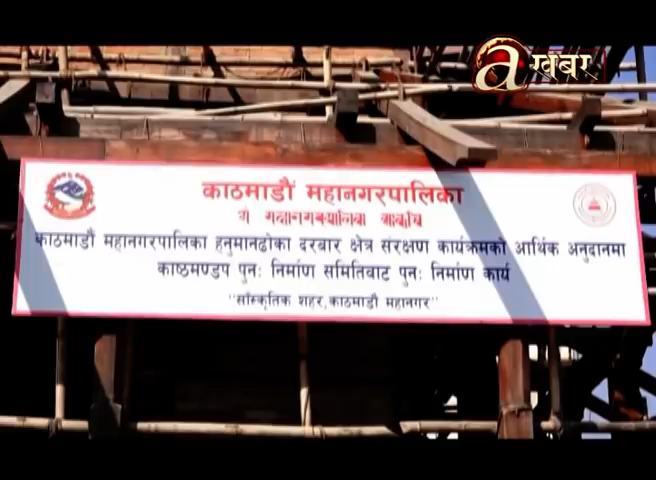 aखबर
काठमाडौं महानगरपालिका
काठमाडौं महानगरपालिका हनुमानढोका दरबार क्षेत्र संरक्षण कार्यक्रमको आर्थिक अनुदानमा
काष्ठमण्डप पुनः निर्माण समितिबाट पुनः निर्माण कार्य
"साँस्कृतिक शहर, काठमाडौं महानगर"